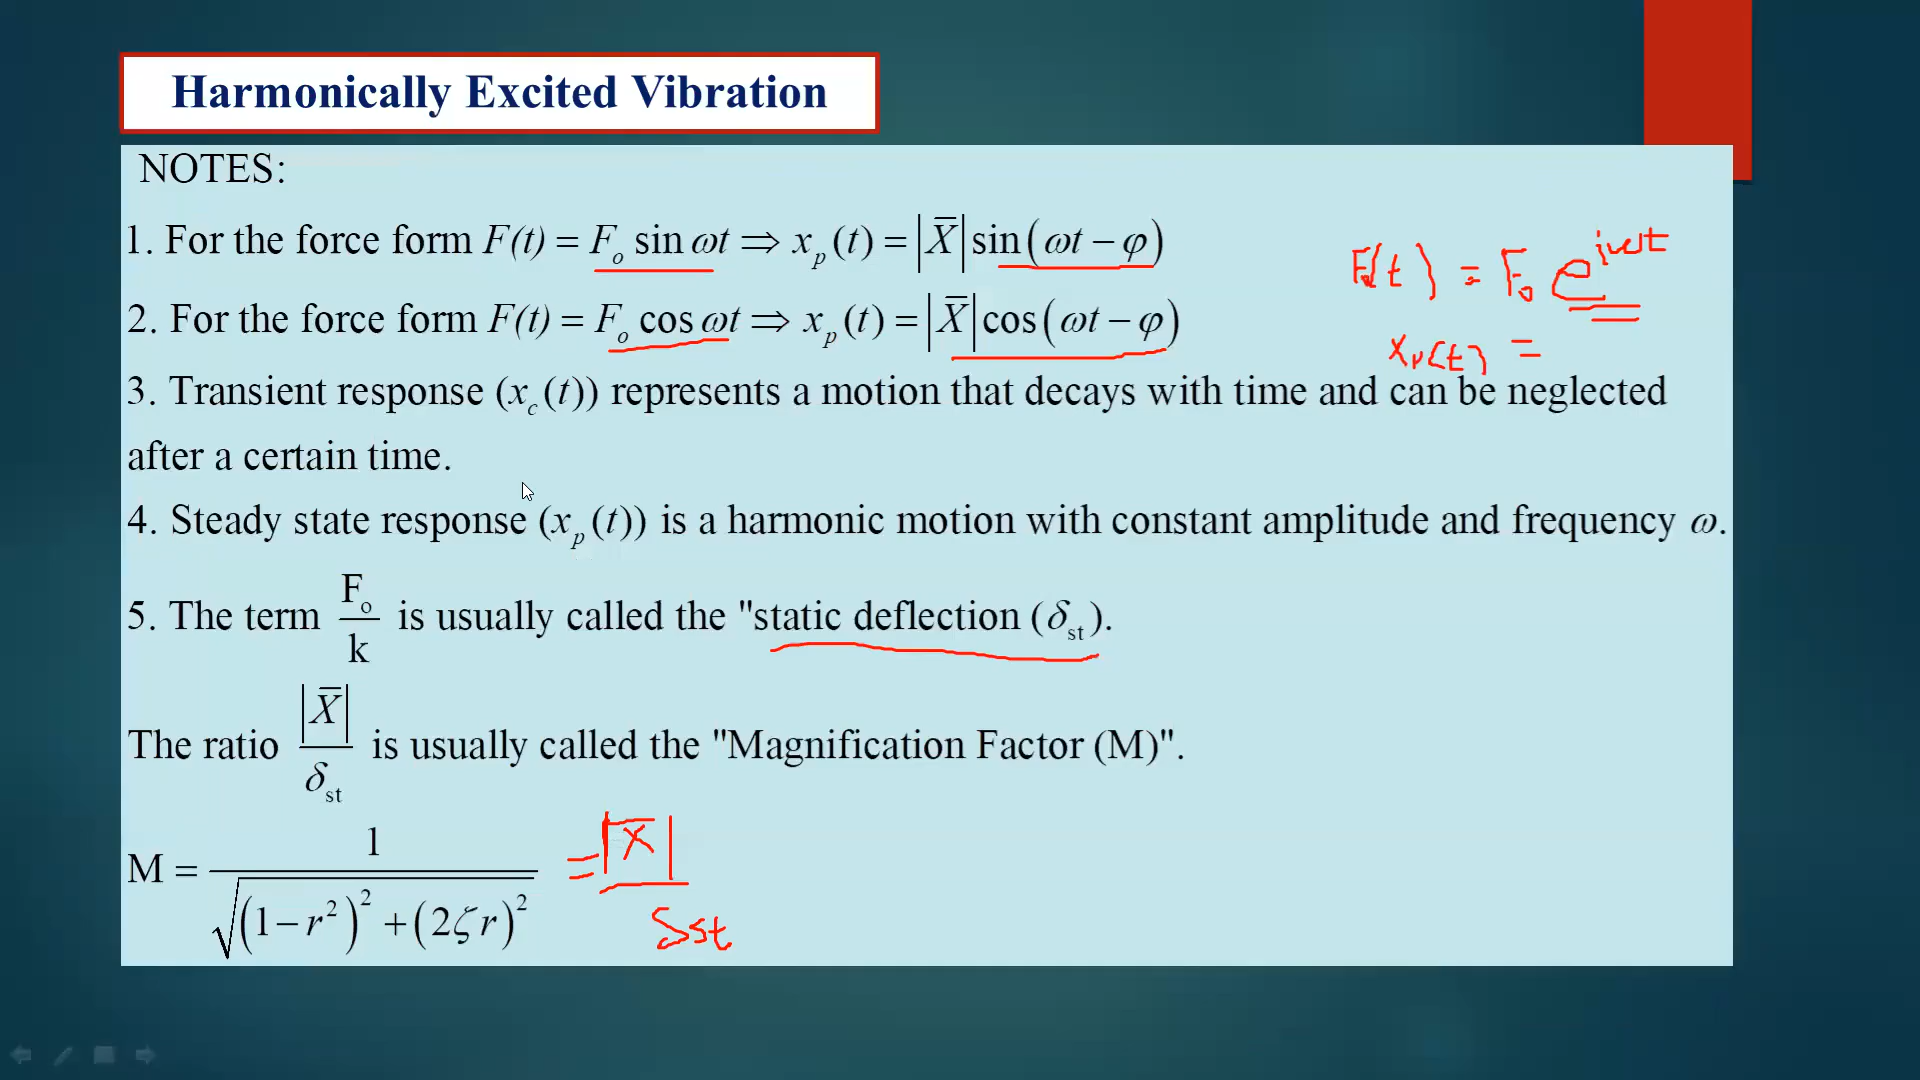 Harmonically Excited Vibration
NOTES:
1. For the force form F(t) = F_o sin ωt ⇒ x_p(t) = |X̅| sin(ωt − φ)
F(t) = F_o e^{iωt}
2. For the force form F(t) = F_o cos ωt ⇒ x_p(t) = |X̅| cos(ωt − φ)
x_p(t) =
3. Transient response (x_c(t)) represents a motion that decays with time and can be neglected
after a certain time.
4. Steady state response (x_p(t)) is a harmonic motion with constant amplitude and frequency ω.
5. The term F_o/k is usually called the "static deflection (δ_st).
The ratio |X̅|/δ_st is usually called the "Magnification Factor (M)".
M = 1/√((1−r²)² + (2ζr)²) = |X̅|/δst